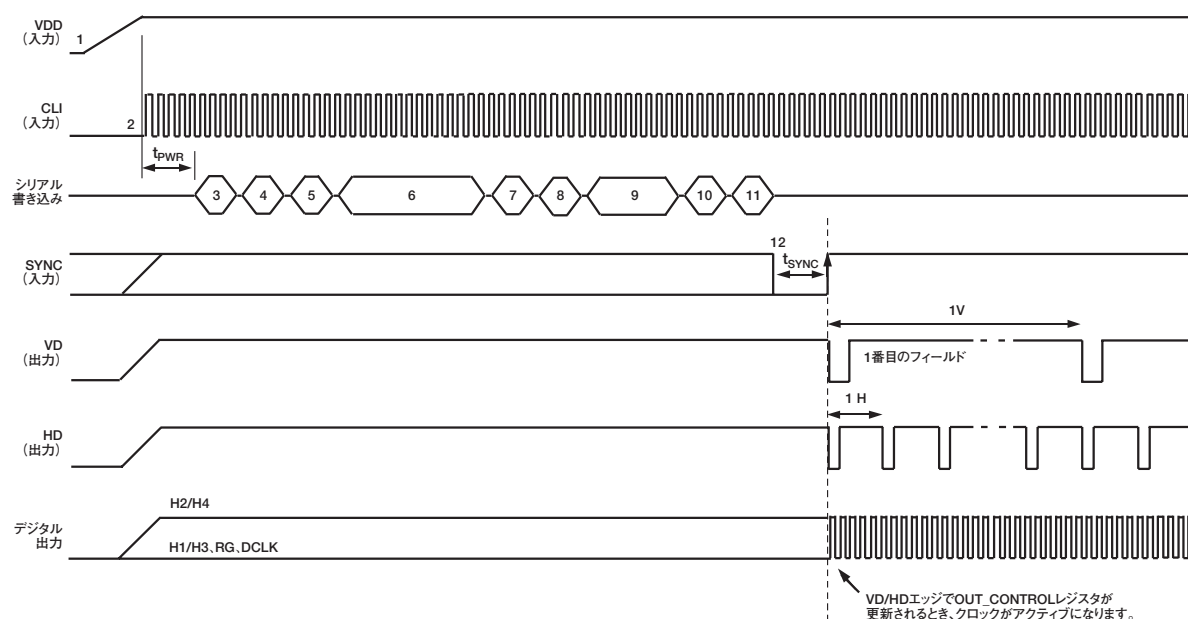 VDD
（入力）
1
CLI
（入力）
2
tPWR
シリアル
書き込み
3
4
5
6
7
8
9
10
11
12
tSYNC
SYNC
（入力）
1V
VD
（出力）
1番目のフィールド
1 H
HD
（出力）
H2/H4
デジタル
出力
H1/H3、RG、DCLK
VD/HDエッジでOUT_CONTROLレジスタが
更新されるとき、クロックがアクティブになります。